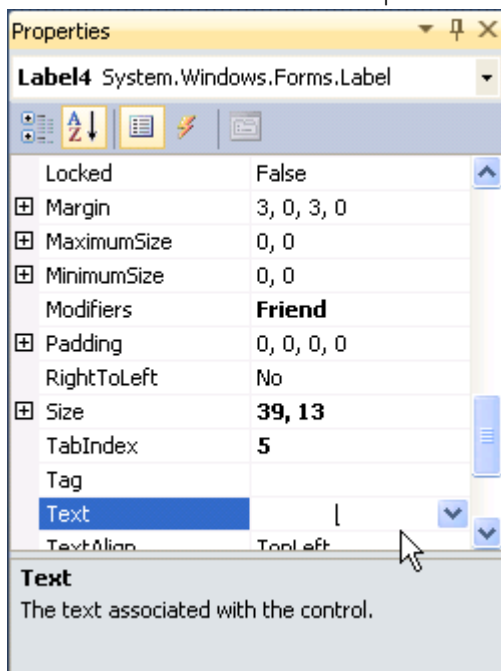 Properties
Label4 System.Windows.Forms.Label
A Z
Locked False
Margin 3, 0, 3, 0
MaximumSize 0, 0
MinimumSize 0, 0
Modifiers Friend
Padding 0, 0, 0, 0
RightToLeft No
Size 39, 13
TabIndex 5
Tag
Text
TextAlign TopLeft
Text
The text associated with the control.